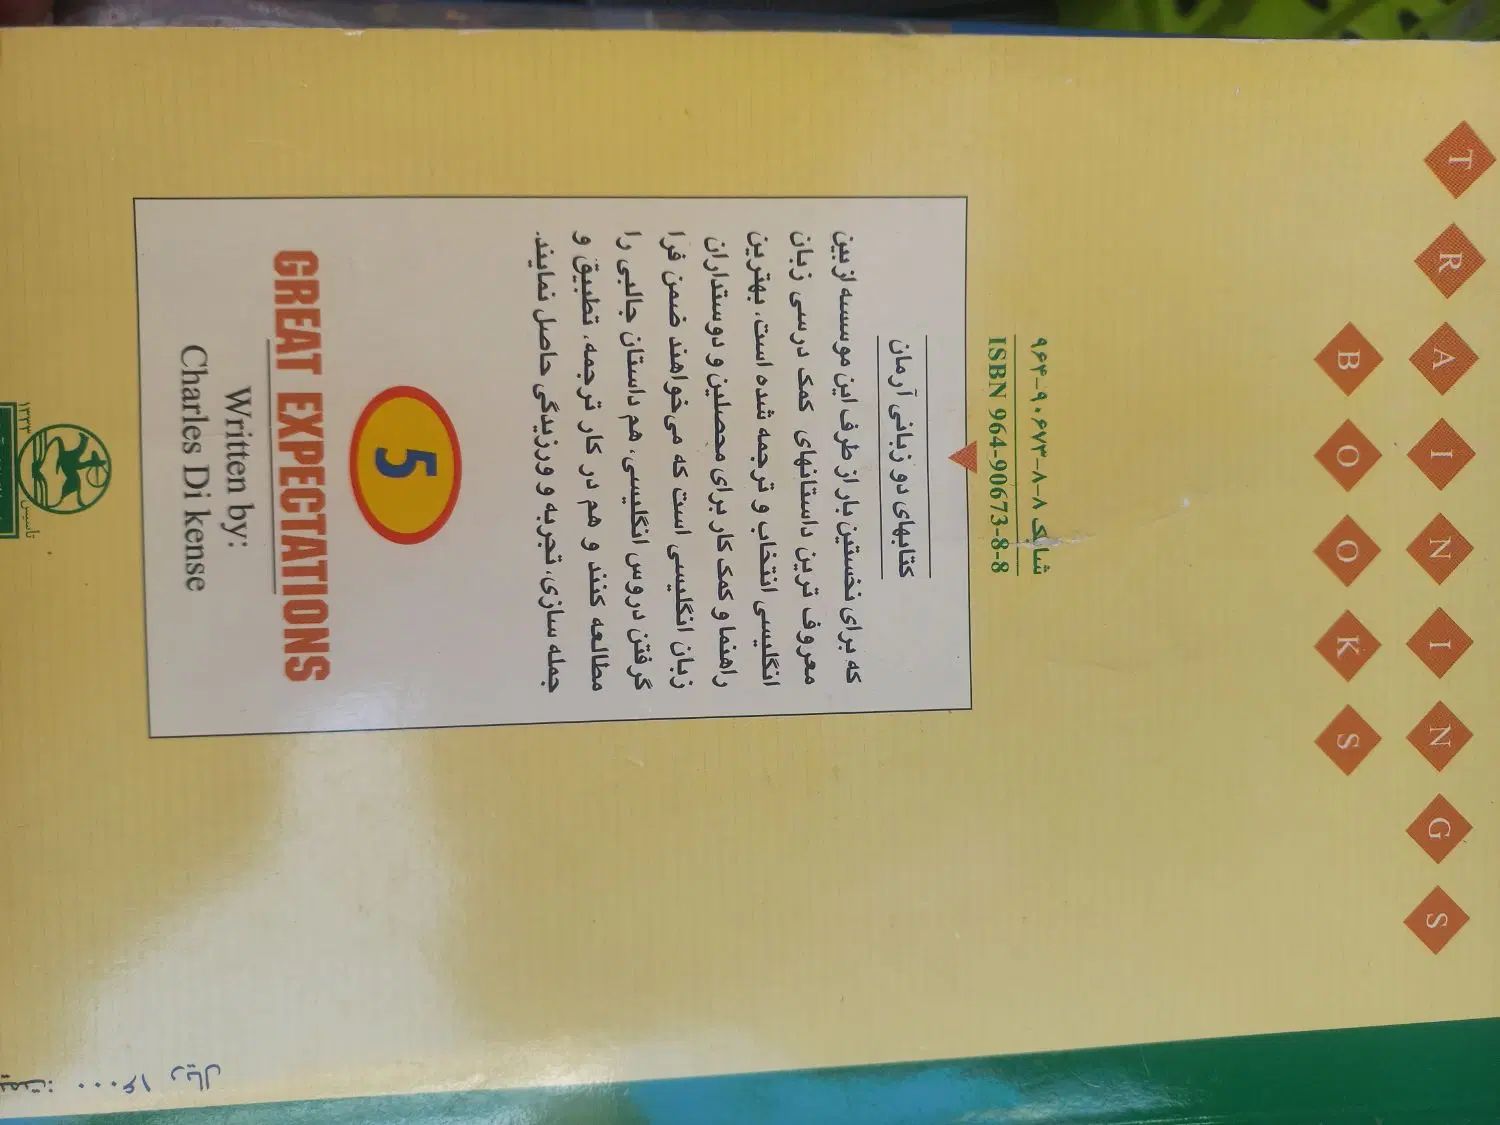 TRAININGS
BOOKS
شابک ۸-۸-۹۰۶۷۳-۹۶۴
ISBN 964-90673-8-8
کتابهای دو زبانی آرمان
که برای نخستین بار از طرف این موسسه از بین
معروف ترین داستانهای کمک درسی زبان
انگلیسی انتخاب و ترجمه شده است، بهترین
راهنما و کمک کار برای محصلین و دوستداران
زبان انگلیسی است که می‌خواهند ضمن فرا
گرفتن دروس انگلیسی، هم داستان جالبی را
مطالعه کنند و هم در کار ترجمه، تطبیق و
جمله سازی، تجربه و ورزیدگی حاصل نمایند.
5
GREAT EXPECTATIONS
Written by:
Charles Di kense
تاسیس ۱۳۲۳
ریال